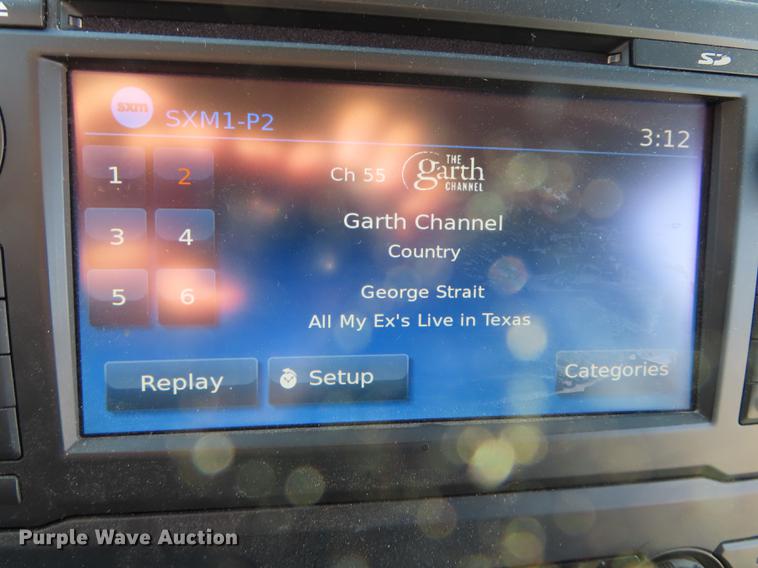 SD
sxm
SXM1-P2
3:12
1 2
Ch 55 THE garth CHANNEL
3 4
Garth Channel
Country
5 6
George Strait
All My Ex's Live in Texas
Replay
Setup
Categories
Purple Wave Auction